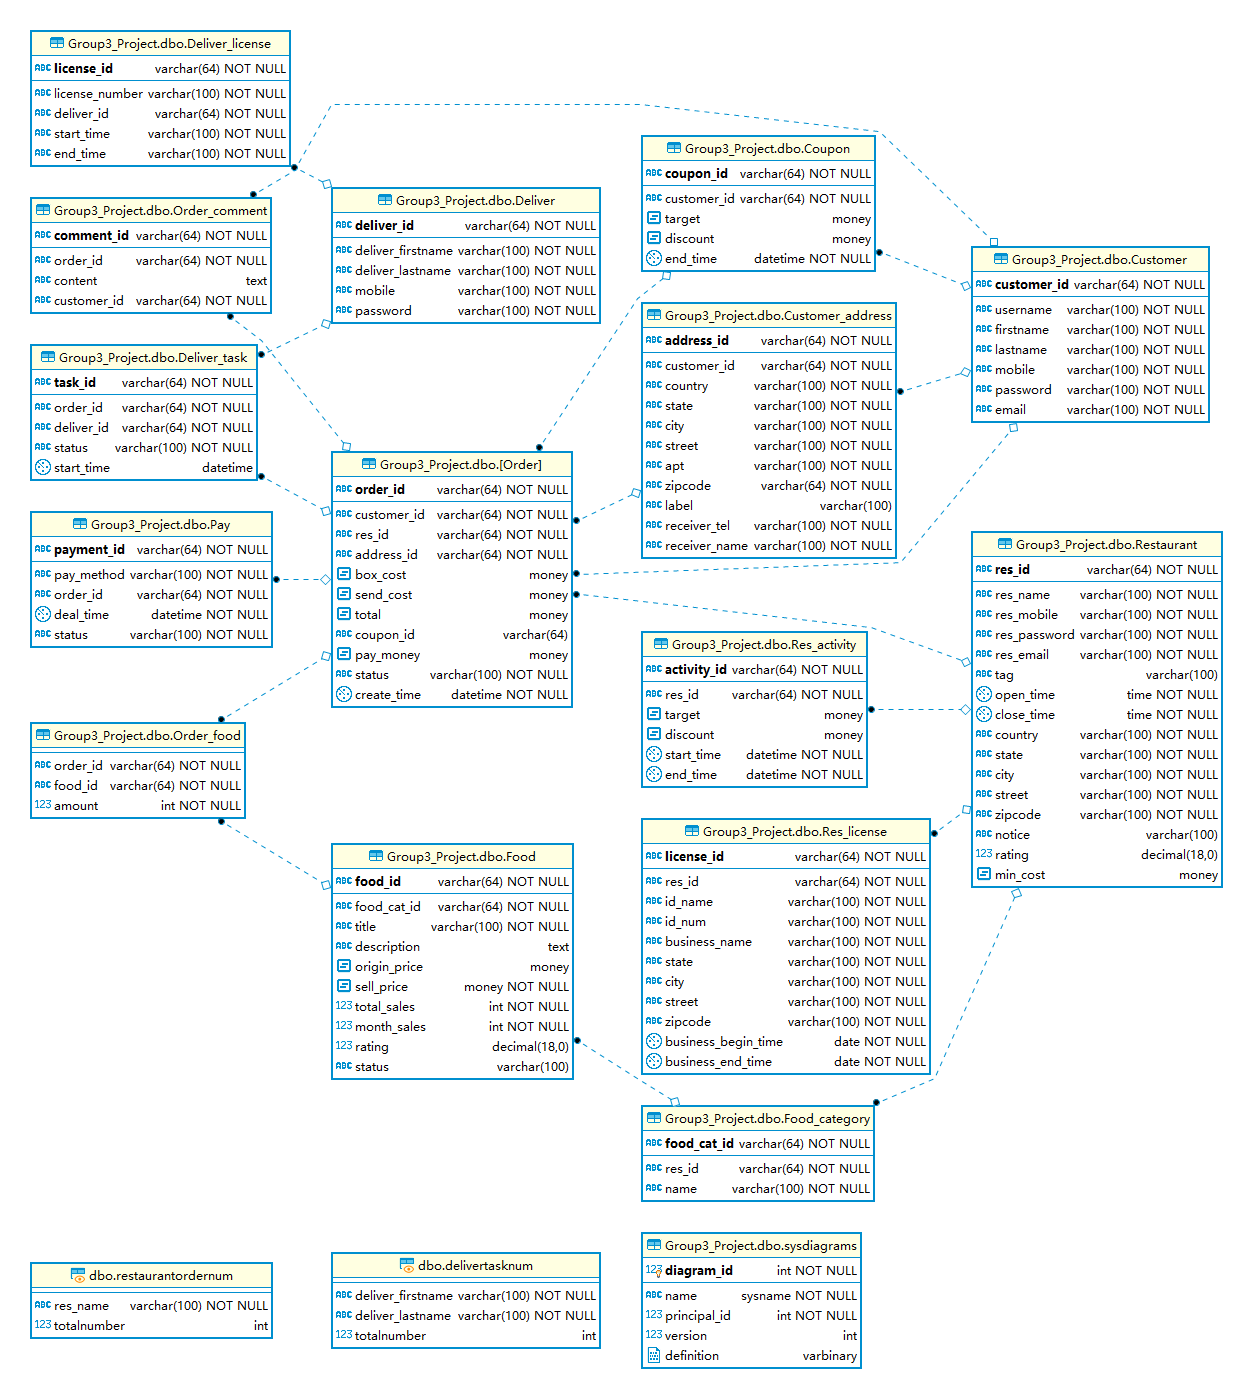 Group3_Project.dbo.Deliver_license
license_id varchar(64) NOT NULL
license_number varchar(100) NOT NULL
deliver_id varchar(64) NOT NULL
start_time varchar(100) NOT NULL
end_time varchar(100) NOT NULL
Group3_Project.dbo.Order_comment
comment_id varchar(64) NOT NULL
order_id varchar(64) NOT NULL
content text
customer_id varchar(64) NOT NULL
Group3_Project.dbo.Deliver
deliver_id varchar(64) NOT NULL
deliver_firstname varchar(100) NOT NULL
deliver_lastname varchar(100) NOT NULL
mobile varchar(100) NOT NULL
password varchar(100) NOT NULL
Group3_Project.dbo.Coupon
coupon_id varchar(64) NOT NULL
customer_id varchar(64) NOT NULL
target money
discount money
end_time datetime NOT NULL
Group3_Project.dbo.Customer
customer_id varchar(64) NOT NULL
username varchar(100) NOT NULL
firstname varchar(100) NOT NULL
lastname varchar(100) NOT NULL
mobile varchar(100) NOT NULL
password varchar(100) NOT NULL
email varchar(100) NOT NULL
Group3_Project.dbo.Customer_address
address_id varchar(64) NOT NULL
customer_id varchar(64) NOT NULL
country varchar(100) NOT NULL
state varchar(100) NOT NULL
city varchar(100) NOT NULL
street varchar(100) NOT NULL
apt varchar(100) NOT NULL
zipcode varchar(64) NOT NULL
label varchar(100)
receiver_tel varchar(100) NOT NULL
receiver_name varchar(100) NOT NULL
Group3_Project.dbo.Deliver_task
task_id varchar(64) NOT NULL
order_id varchar(64) NOT NULL
deliver_id varchar(64) NOT NULL
status varchar(100) NOT NULL
start_time datetime
Group3_Project.dbo.[Order]
order_id varchar(64) NOT NULL
customer_id varchar(64) NOT NULL
res_id varchar(64) NOT NULL
address_id varchar(64) NOT NULL
box_cost money
send_cost money
total money
coupon_id varchar(64)
pay_money money
status varchar(100) NOT NULL
create_time datetime NOT NULL
Group3_Project.dbo.Pay
payment_id varchar(64) NOT NULL
pay_method varchar(100) NOT NULL
order_id varchar(64) NOT NULL
deal_time datetime NOT NULL
status varchar(100) NOT NULL
Group3_Project.dbo.Restaurant
res_id varchar(64) NOT NULL
res_name varchar(100) NOT NULL
res_mobile varchar(100) NOT NULL
res_password varchar(100) NOT NULL
res_email varchar(100) NOT NULL
tag varchar(100)
open_time time NOT NULL
close_time time NOT NULL
country varchar(100) NOT NULL
state varchar(100) NOT NULL
city varchar(100) NOT NULL
street varchar(100) NOT NULL
zipcode varchar(100) NOT NULL
notice varchar(100)
rating decimal(18,0)
min_cost money
Group3_Project.dbo.Res_activity
activity_id varchar(64) NOT NULL
res_id varchar(64) NOT NULL
target money
discount money
start_time datetime NOT NULL
end_time datetime NOT NULL
Group3_Project.dbo.Order_food
order_id varchar(64) NOT NULL
food_id varchar(64) NOT NULL
amount int NOT NULL
Group3_Project.dbo.Food
food_id varchar(64) NOT NULL
food_cat_id varchar(64) NOT NULL
title varchar(100) NOT NULL
description text
origin_price money
sell_price money NOT NULL
total_sales int NOT NULL
month_sales int NOT NULL
rating decimal(18,0)
status varchar(100)
Group3_Project.dbo.Res_license
license_id varchar(64) NOT NULL
res_id varchar(64) NOT NULL
id_name varchar(100) NOT NULL
id_num varchar(100) NOT NULL
business_name varchar(100) NOT NULL
state varchar(100) NOT NULL
city varchar(100) NOT NULL
street varchar(100) NOT NULL
zipcode varchar(100) NOT NULL
business_begin_time date NOT NULL
business_end_time date NOT NULL
Group3_Project.dbo.Food_category
food_cat_id varchar(64) NOT NULL
res_id varchar(64) NOT NULL
name varchar(100) NOT NULL
dbo.restaurantordernum
res_name varchar(100) NOT NULL
totalnumber int
dbo.delivertasknum
deliver_firstname varchar(100) NOT NULL
deliver_lastname varchar(100) NOT NULL
totalnumber int
Group3_Project.dbo.sysdiagrams
diagram_id int NOT NULL
name sysname NOT NULL
principal_id int NOT NULL
version int
definition varbinary